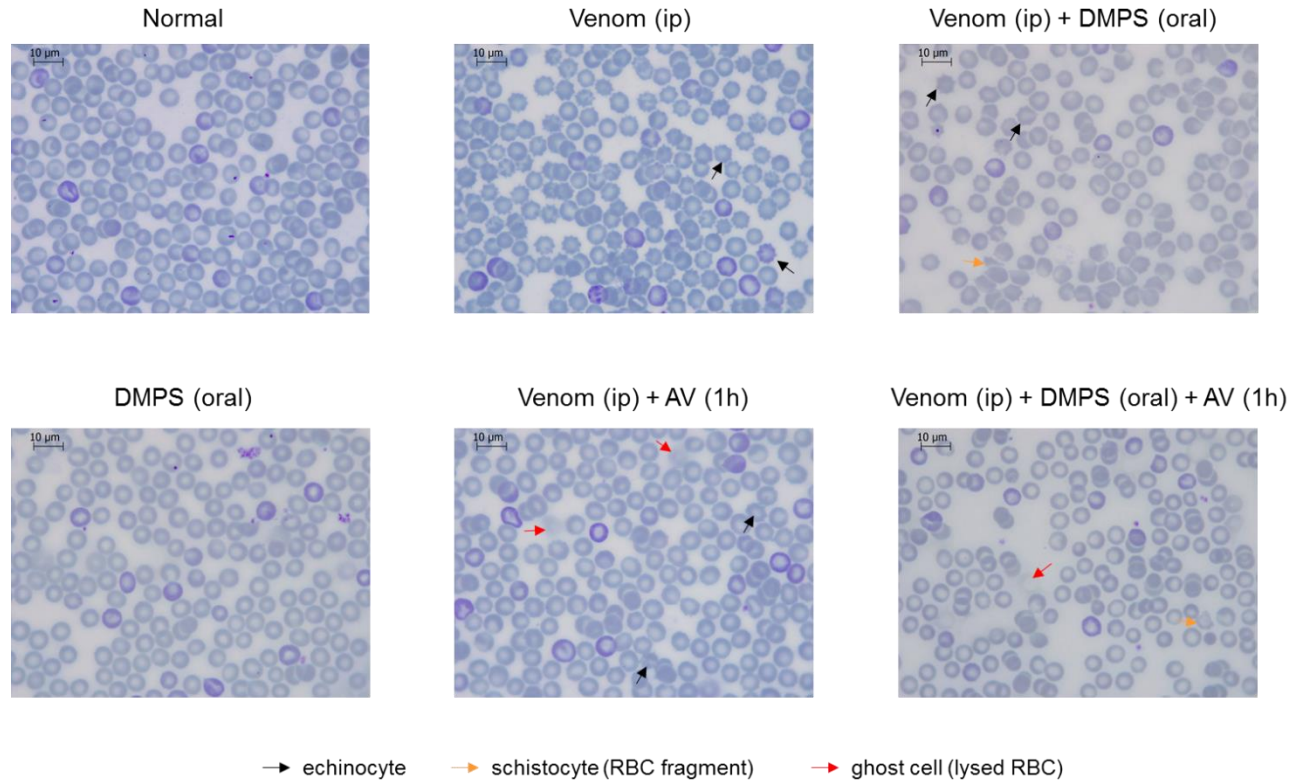 Normal
Venom (ip)
Venom (ip) + DMPS (oral)
10 µm
10 µm
10 µm
DMPS (oral)
Venom (ip) + AV (1h)
Venom (ip) + DMPS (oral) + AV (1h)
10 µm
10 µm
10 µm
echinocyte
schistocyte (RBC fragment)
ghost cell (lysed RBC)